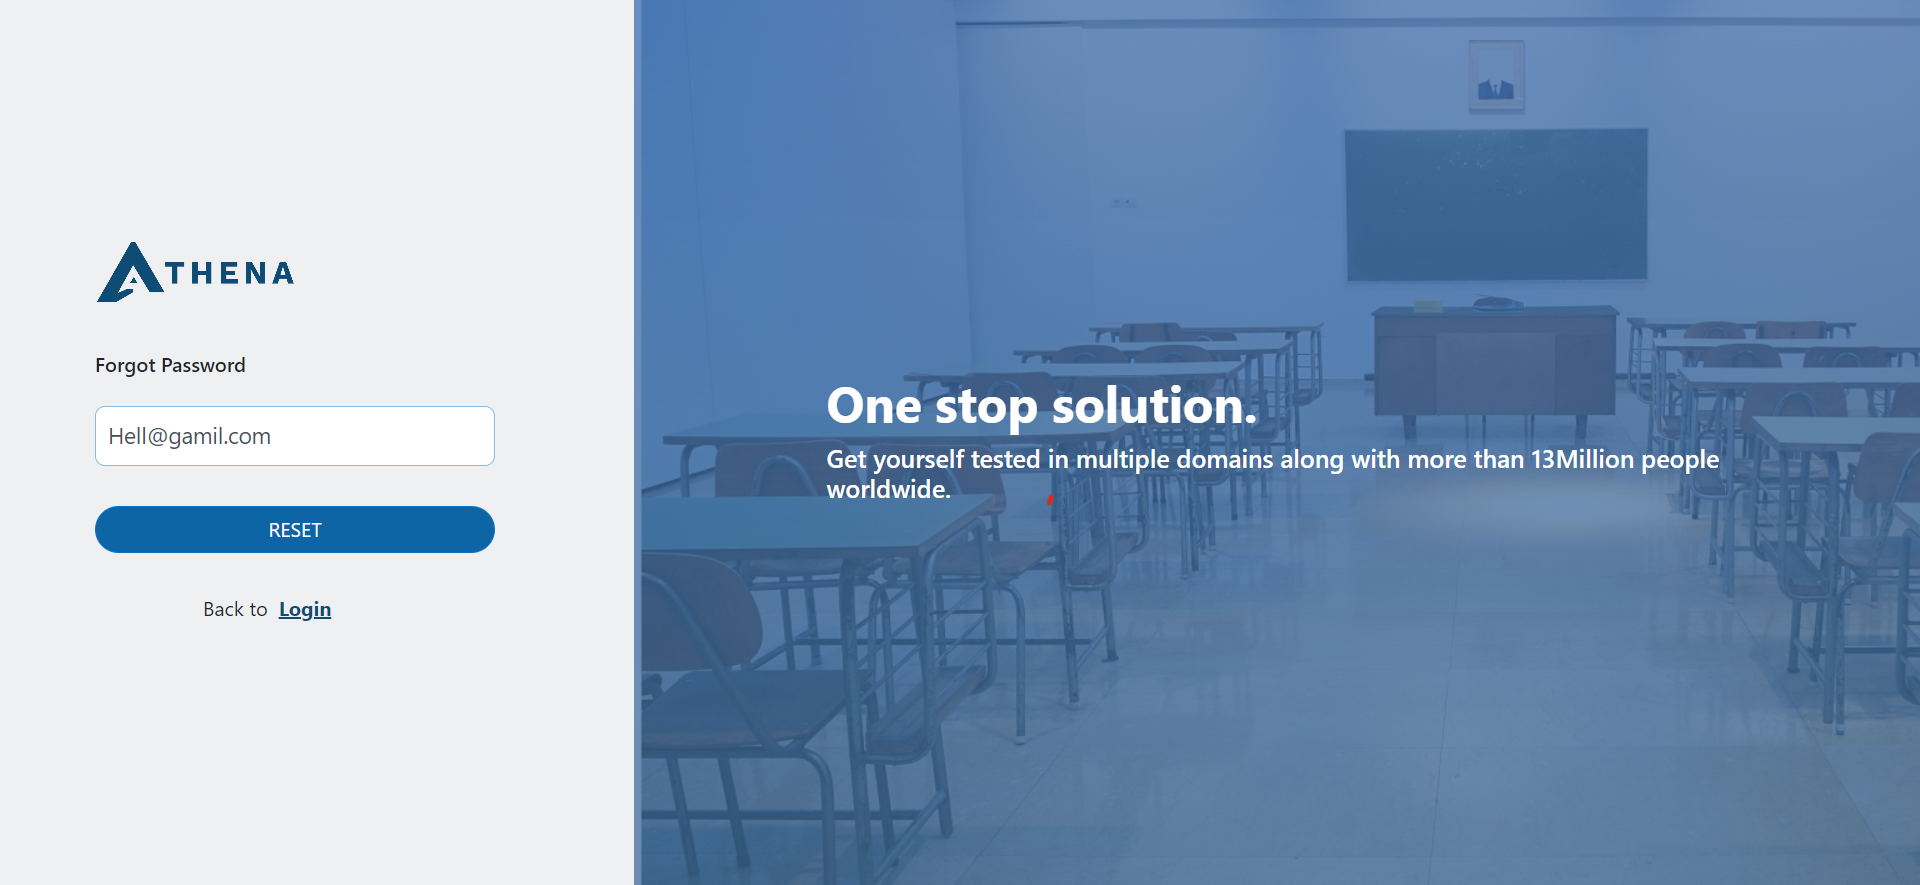 ATHENA
Forgot Password
Hell@gamil.com
RESET
Back to Login
One stop solution.
Get yourself tested in multiple domains along with more than 13Million people
worldwide.